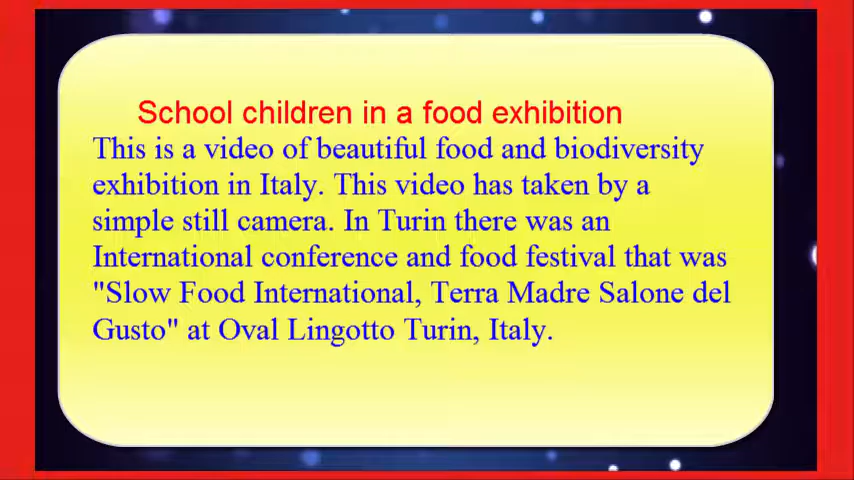 School children in a food exhibition
This is a video of beautiful food and biodiversity
exhibition in Italy. This video has taken by a
simple still camera. In Turin there was an
International conference and food festival that was
"Slow Food International, Terra Madre Salone del
Gusto" at Oval Lingotto Turin, Italy.